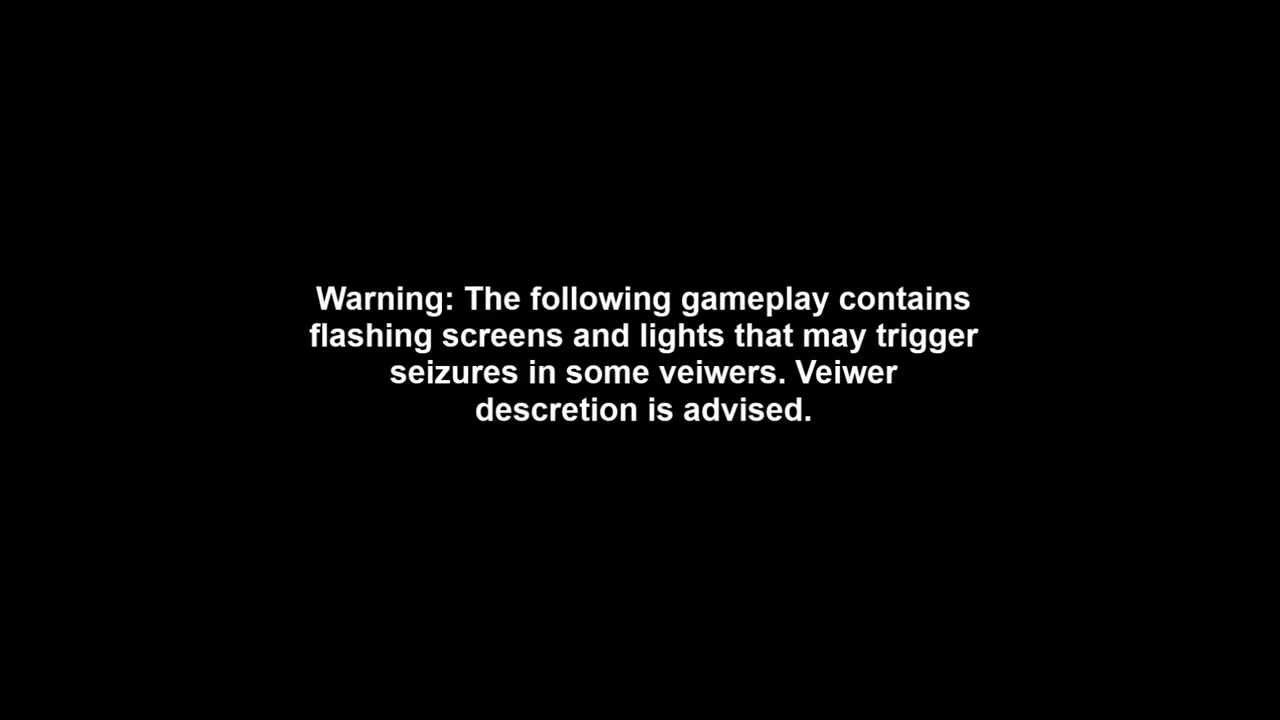 Warning: The following gameplay contains
flashing screens and lights that may trigger
seizures in some veiwers. Veiwer
descretion is advised.